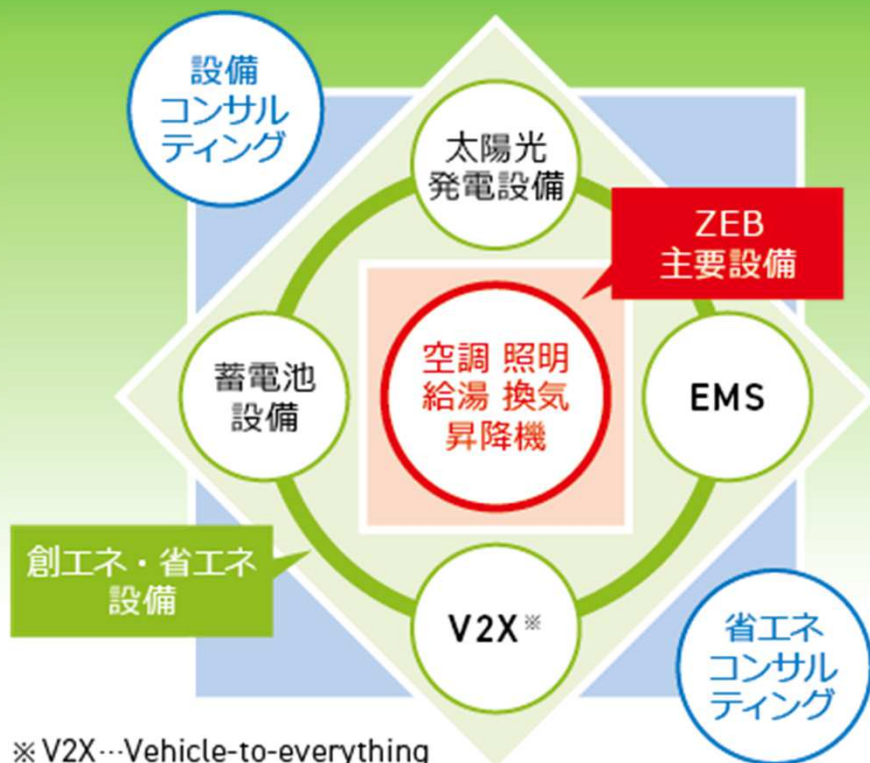 設備
コンサル
ティング
太陽光
発電設備
ZEB
主要設備
空調 照明
給湯 換気
昇降機
蓄電池
設備
EMS
創エネ・省エネ
設備
V2X※
省エネ
コンサル
ティング
※V2X…Vehicle-to-everything